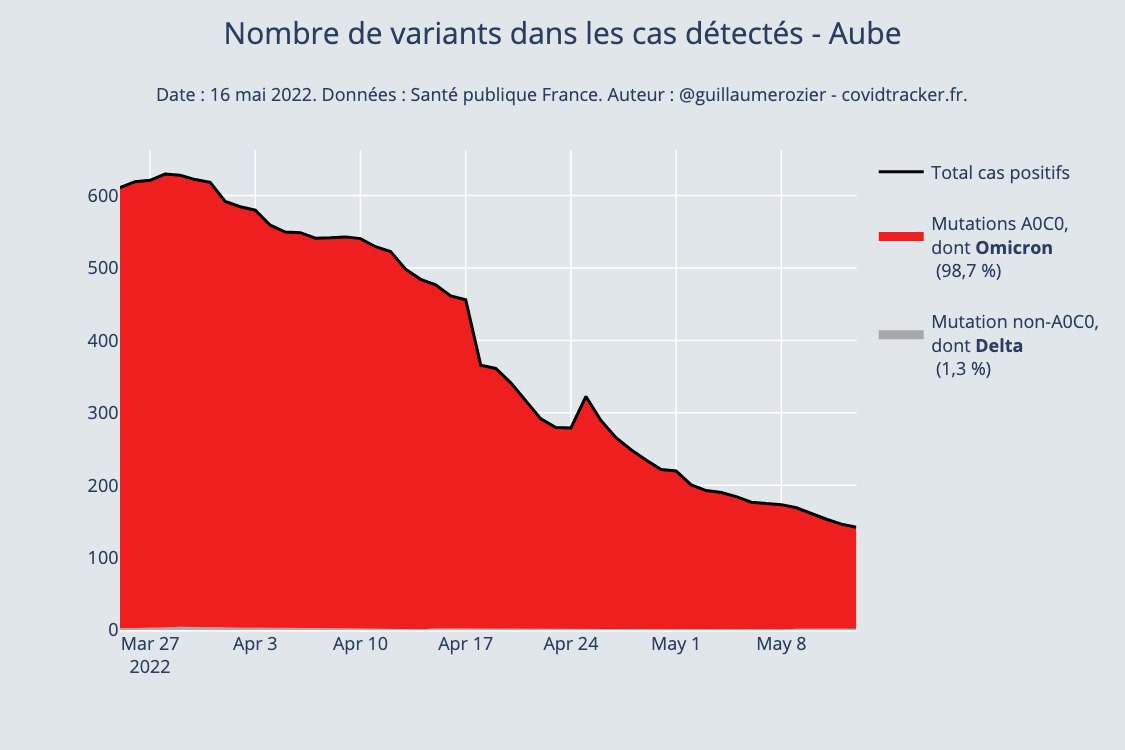 Nombre de variants dans les cas détectés - Aube
Date : 16 mai 2022. Données : Santé publique France. Auteur : @guillaumerozier - covidtracker.fr.
Total cas positifs
Mutations A0C0,
dont Omicron
(98,7 %)
Mutation non-A0C0,
dont Delta
(1,3 %)
600
500
400
300
200
100
0
Mar 27 Apr 3 Apr 10 Apr 17 Apr 24 May 1 May 8
2022